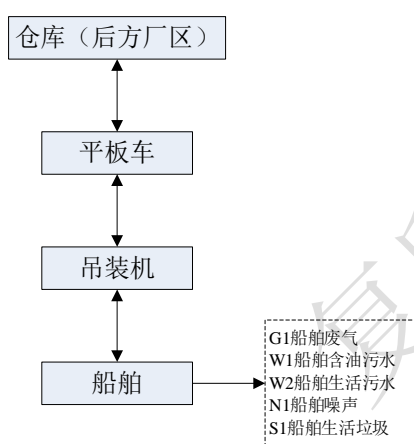 仓库（后方厂区）
平板车
吊装机
船舶
G1船舶废气
W1船舶含油污水
W2船舶生活污水
N1船舶噪声
S1船舶生活垃圾